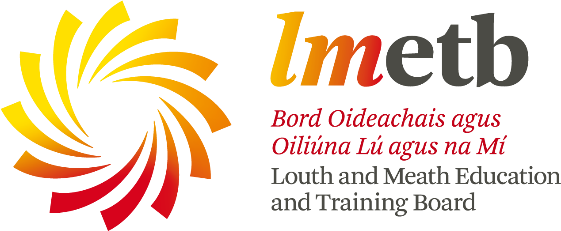 lmetb
Bord Oideachais agus
Oiliúna Lú agus na Mí
Louth and Meath Education
and Training Board